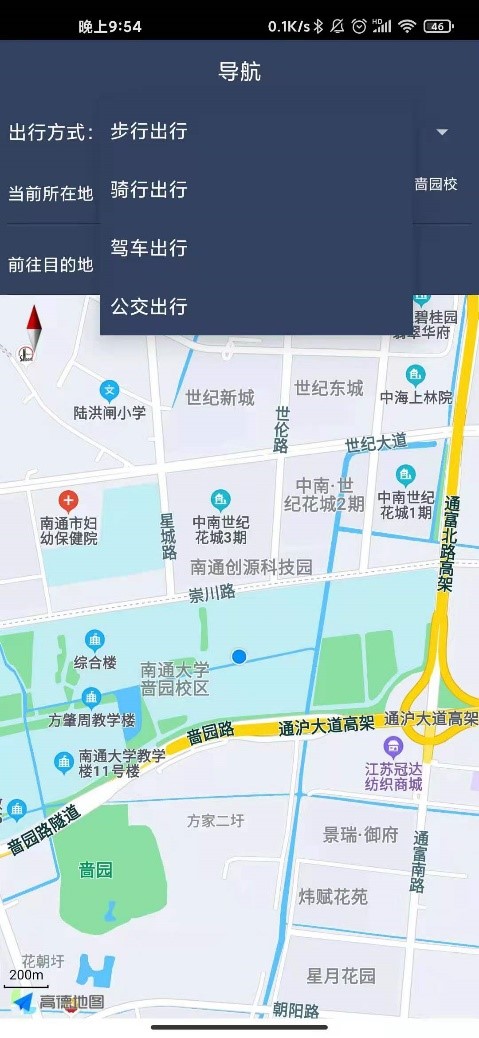 晚上9:54
0.1K/s
HD
46
导航
出行方式：
步行出行
当前所在地
骑行出行
啬园校
驾车出行
前往目的地
公交出行
碧桂园
翡翠华府
陆洪闸小学
世纪新城
世纪东城
中海上林院
世伦路
世纪大道
南通市妇
幼保健院
星城路
中南世纪
花城3期
中南·世
纪花城2期
中南世纪
花城1期
通富北路高架
南通创源科技园
崇川路
综合楼
南通大学
啬园校区
方肇周教学楼
南通大学教学
楼11号楼
啬园路
通沪大道高架
通沪大道高架
江苏冠达
纺织商城
啬园路隧道
方家二圩
景瑞·御府
通富南路
啬园
炜赋花苑
花朝圩
200m
星月花园
高德地图
朝阳路